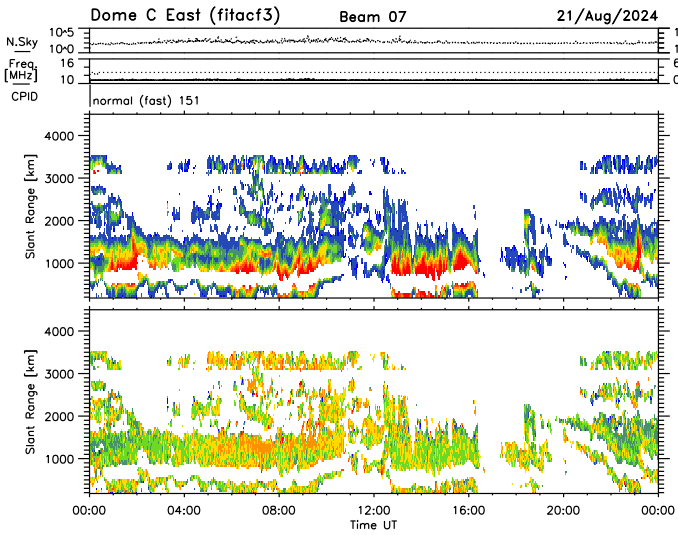 Dome C East (fitacf3) Beam 07 21/Aug/2024
N.Sky 10^5 10^0
Freq. [MHz] 16 10
CPID normal (fast) 151
Slant Range [km] 4000 3000 2000 1000
Slant Range [km] 4000 3000 2000 1000
00:00 04:00 08:00 12:00 16:00 20:00 00:00
Time UT